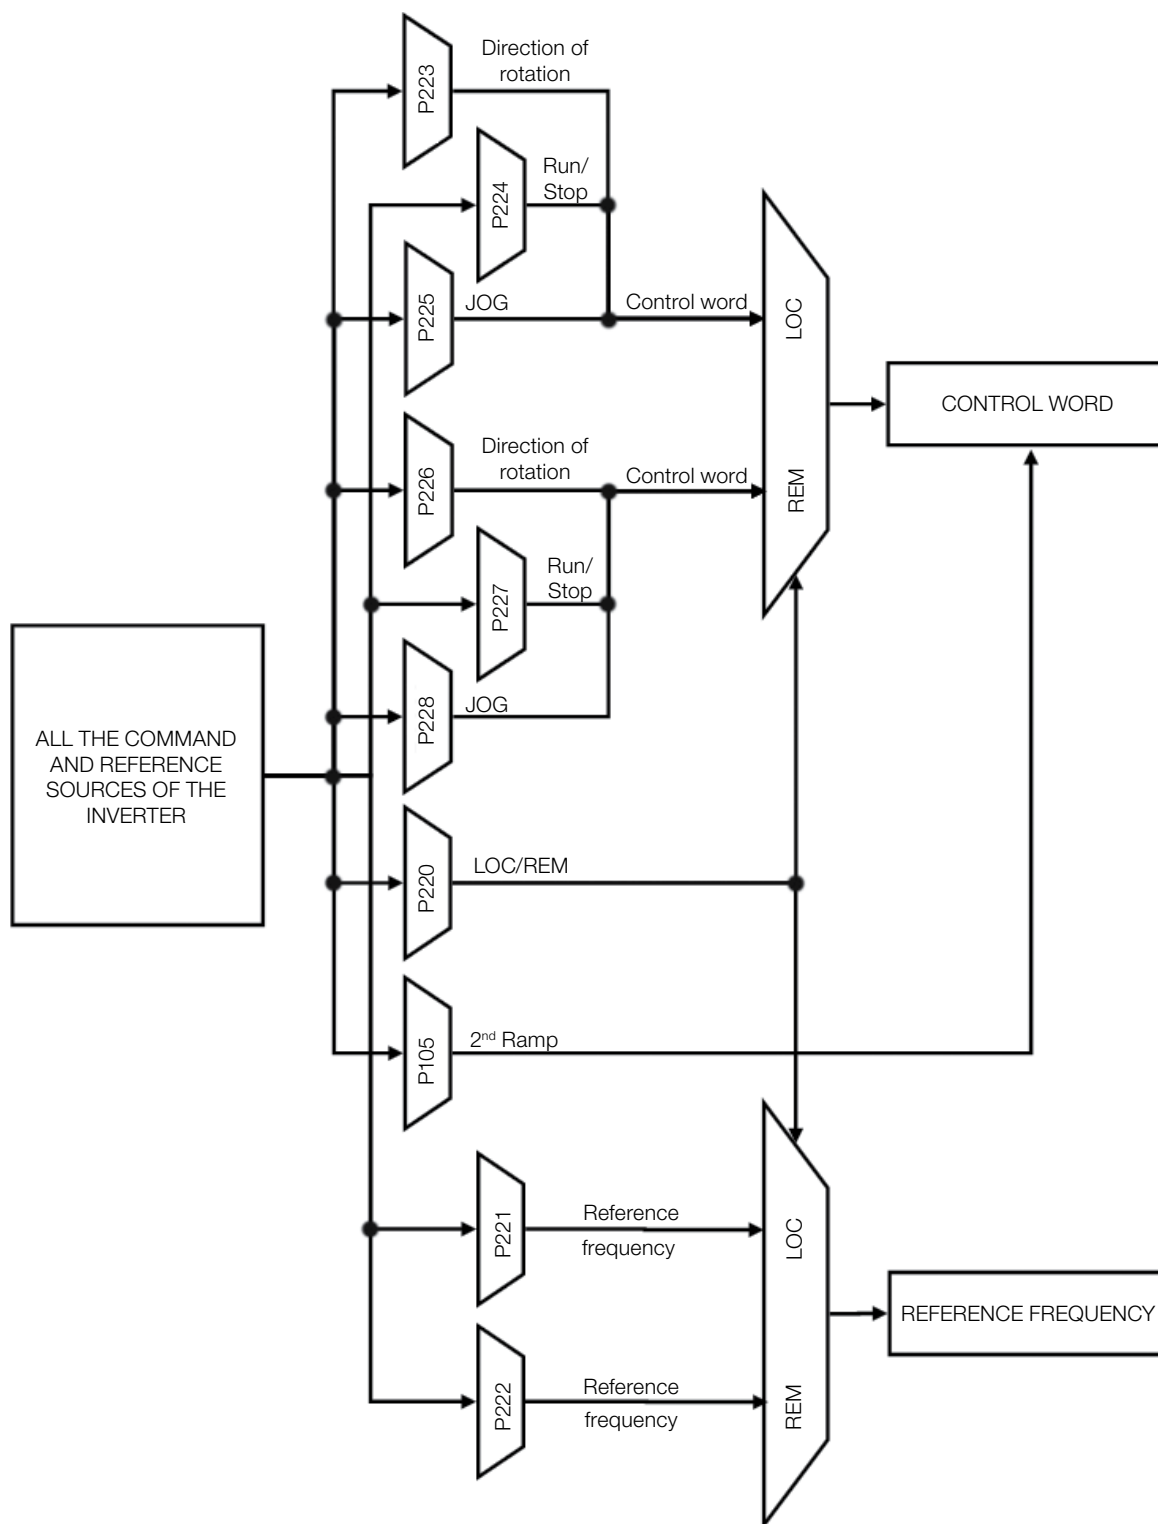 Direction of
rotation
P223
Run/
Stop
P224
JOG
P225
Control word
LOC
CONTROL WORD
Direction of
rotation
P226
Control word
REM
Run/
Stop
P227
JOG
P228
ALL THE COMMAND
AND REFERENCE
SOURCES OF THE
INVERTER
LOC/REM
P220
2nd Ramp
P105
Reference
frequency
P221
LOC
REFERENCE FREQUENCY
Reference
frequency
P222
REM